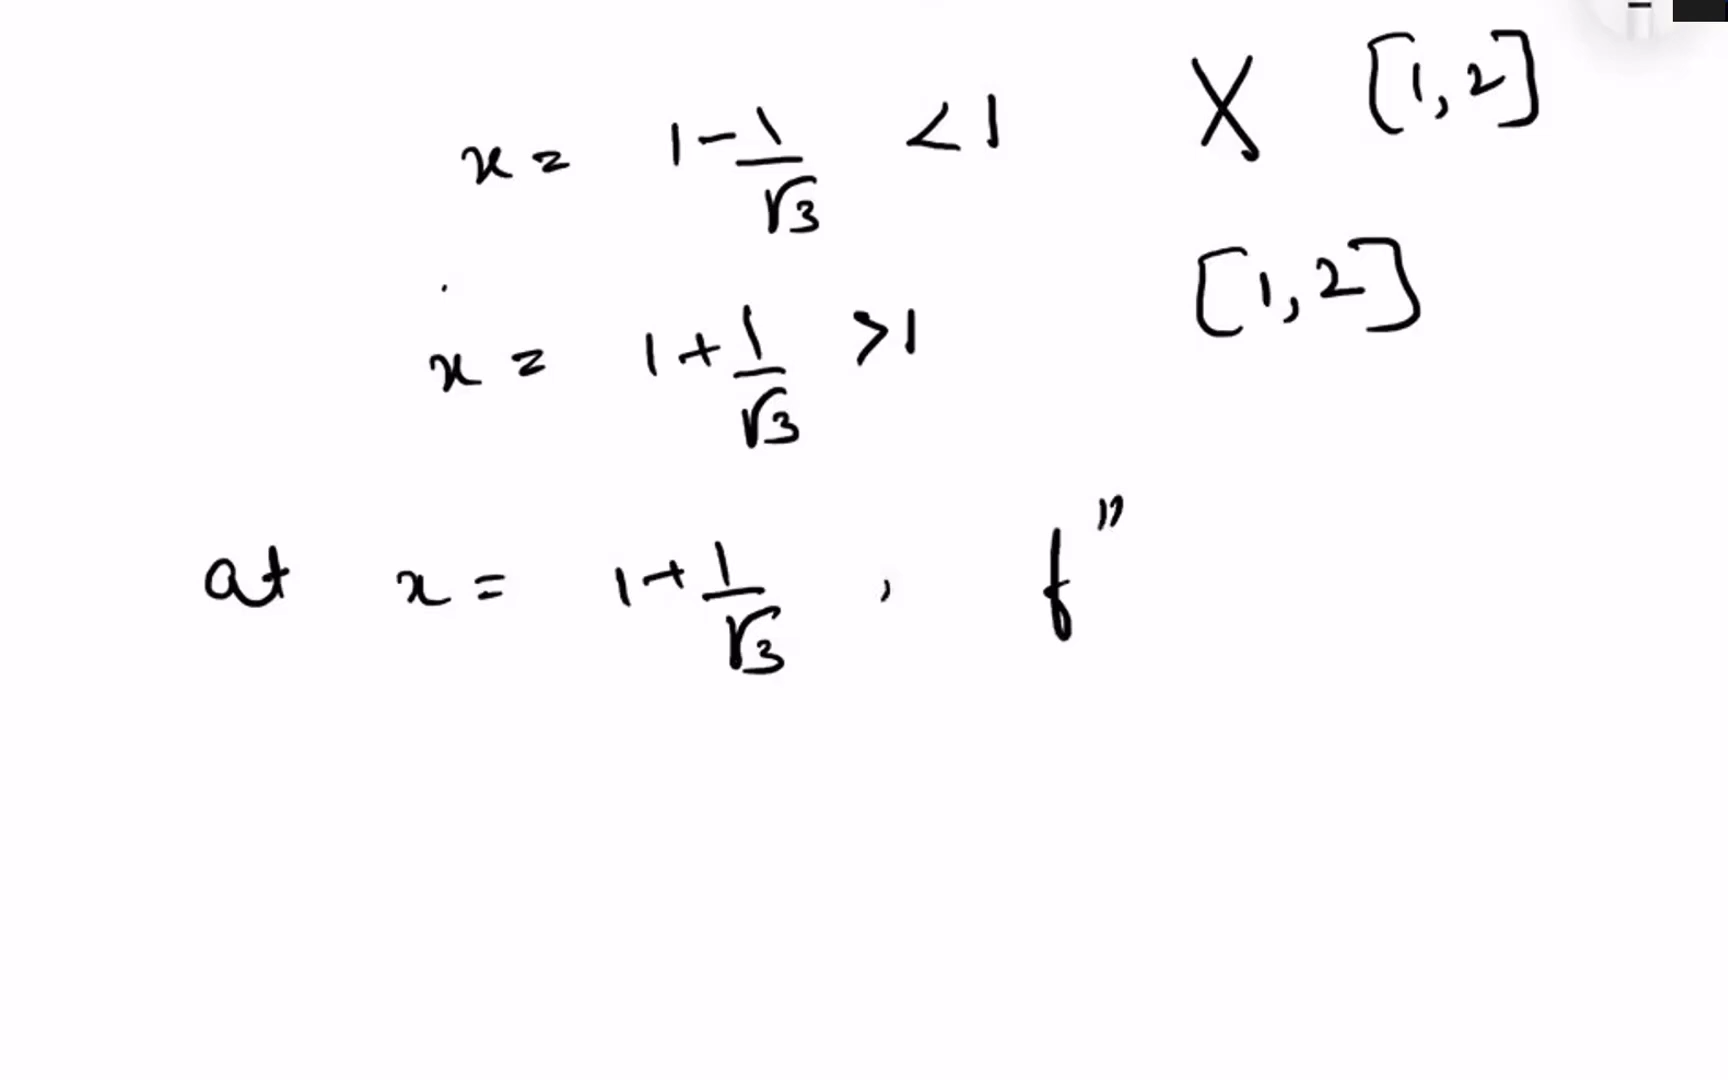 x = 1 - 1/√3 < 1 X [1, 2]
x = 1 + 1/√3 > 1 [1, 2]
at x = 1 + 1/√3 , f"